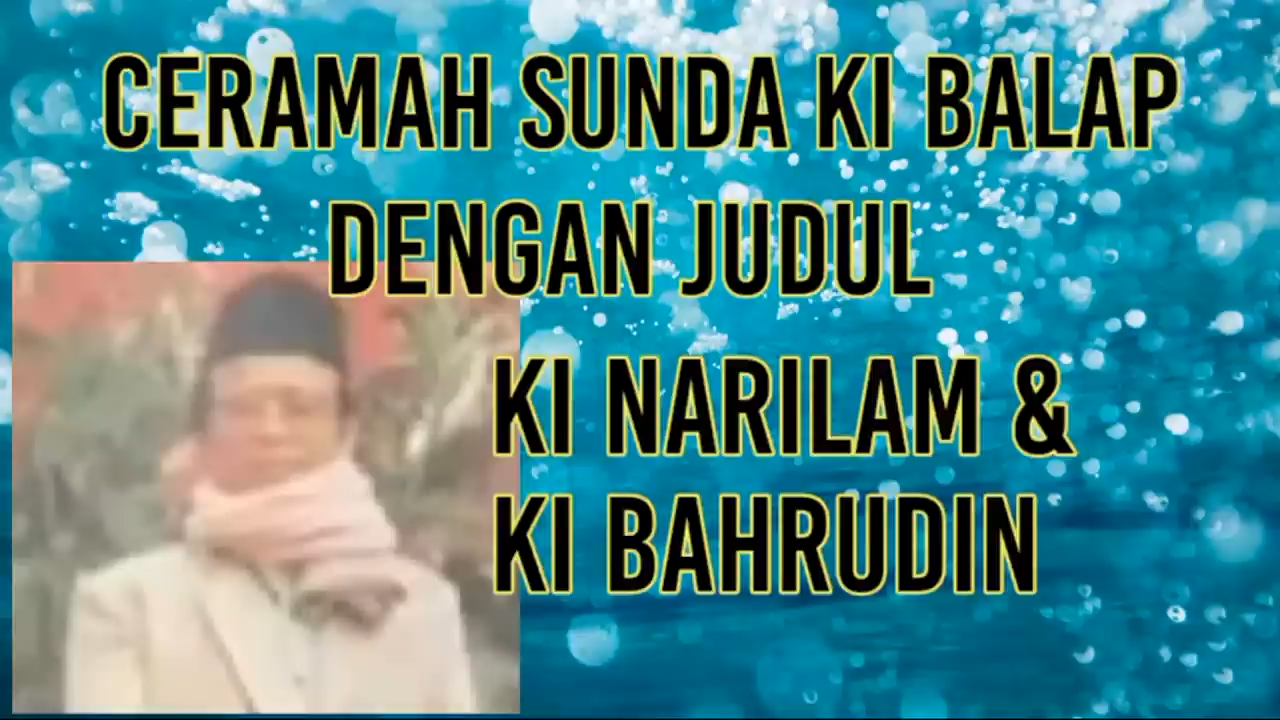 CERAMAH SUNDA KI BALAP
DENGAN JUDUL
KI NARILAM &
KI BAHRUDIN